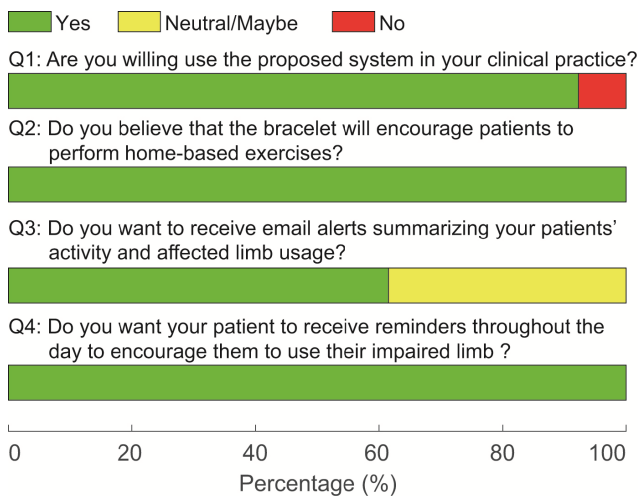 Yes Neutral/Maybe No
Q1: Are you willing use the proposed system in your clinical practice?
Q2: Do you believe that the bracelet will encourage patients to
perform home-based exercises?
Q3: Do you want to receive email alerts summarizing your patients’
activity and affected limb usage?
Q4: Do you want your patient to receive reminders throughout the
day to encourage them to use their impaired limb ?
0 20 40 60 80 100
Percentage (%)